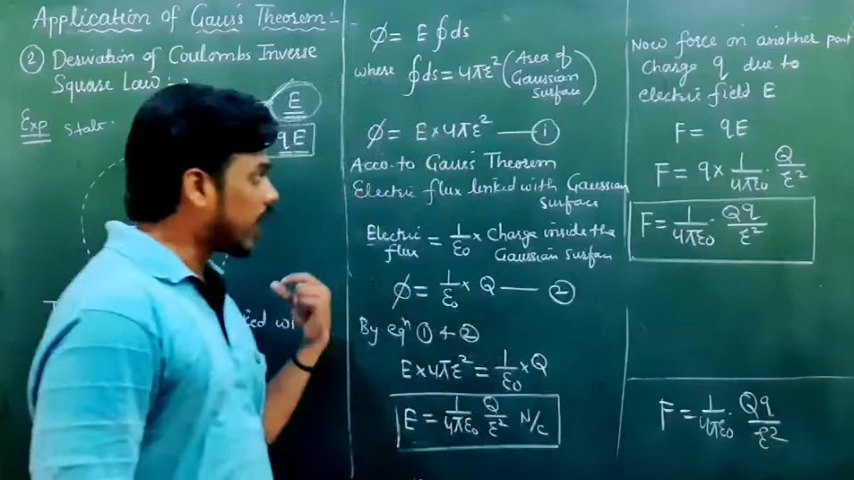 Application of Gauss' Theorem:-
② Derivation of Coulombs Inverse
Square Law:-
Exp
E
qE
φ = E∮ds
where ∮ds = 4πr² (Area of
Gaussian
Surface)
φ = E×4πr² — ①
Acco. to Gauss' Theorem
Electric flux linked with Gaussian
surface
Electric flux = 1/ε₀ × Charge inside the
Gaussian surface
φ = 1/ε₀ × Q — ②
By eqⁿ ① & ②
E×4πr² = 1/ε₀ × Q
E = 1/4πε₀ · Q/r² N/C
Now force on another
Charge q due to
Electric field E
F = qE
F = q × 1/4πε₀ · Q/r²
F = 1/4πε₀ · Qq/r²
F = 1/4πε₀ · Qq/r²